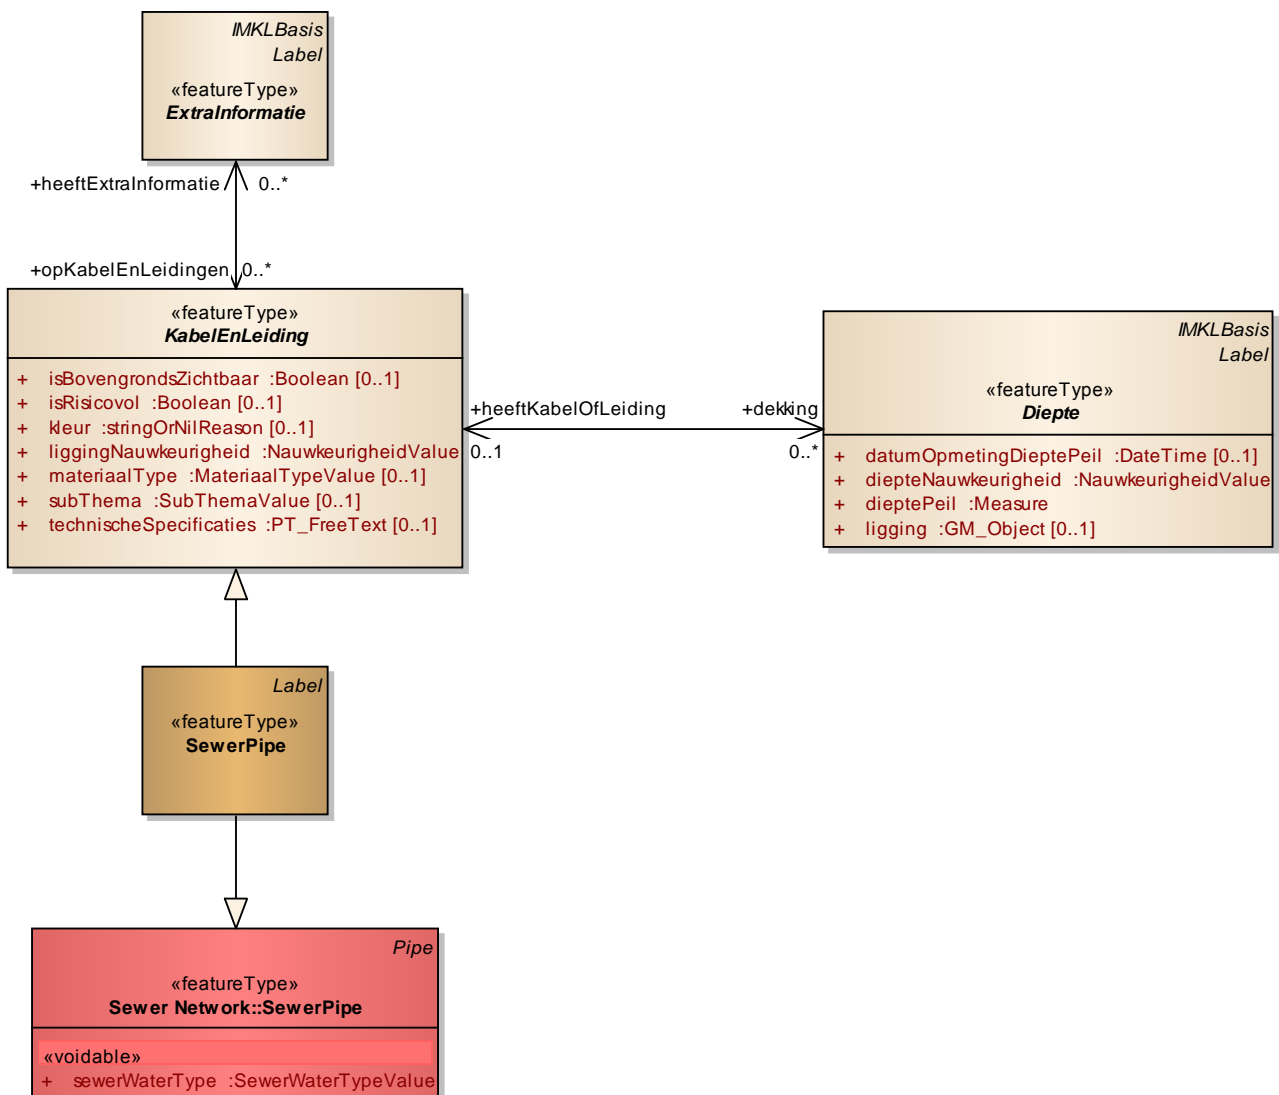 IMKLBasis
Label
«featureType»
ExtraInformatie
+heeftExtraInformatie 0..*
+opKabelEnLeidingen 0..*
«featureType»
KabelEnLeiding
+ isBovengrondsZichtbaar :Boolean [0..1]
+ isRisicovol :Boolean [0..1]
+ kleur :stringOrNilReason [0..1]
+ liggingNauwkeurigheid :NauwkeurigheidValue
+ materiaalType :MateriaalTypeValue [0..1]
+ subThema :SubThemaValue [0..1]
+ technischeSpecificaties :PT_FreeText [0..1]
+heeftKabelOfLeiding +dekking
0..1 0..*
IMKLBasis
Label
«featureType»
Diepte
+ datumOpmetingDieptePeil :DateTime [0..1]
+ diepteNauwkeurigheid :NauwkeurigheidValue
+ dieptePeil :Measure
+ ligging :GM_Object [0..1]
Label
«featureType»
SewerPipe
Pipe
«featureType»
Sewer Network::SewerPipe
«voidable»
+ sewerWaterType :SewerWaterTypeValue